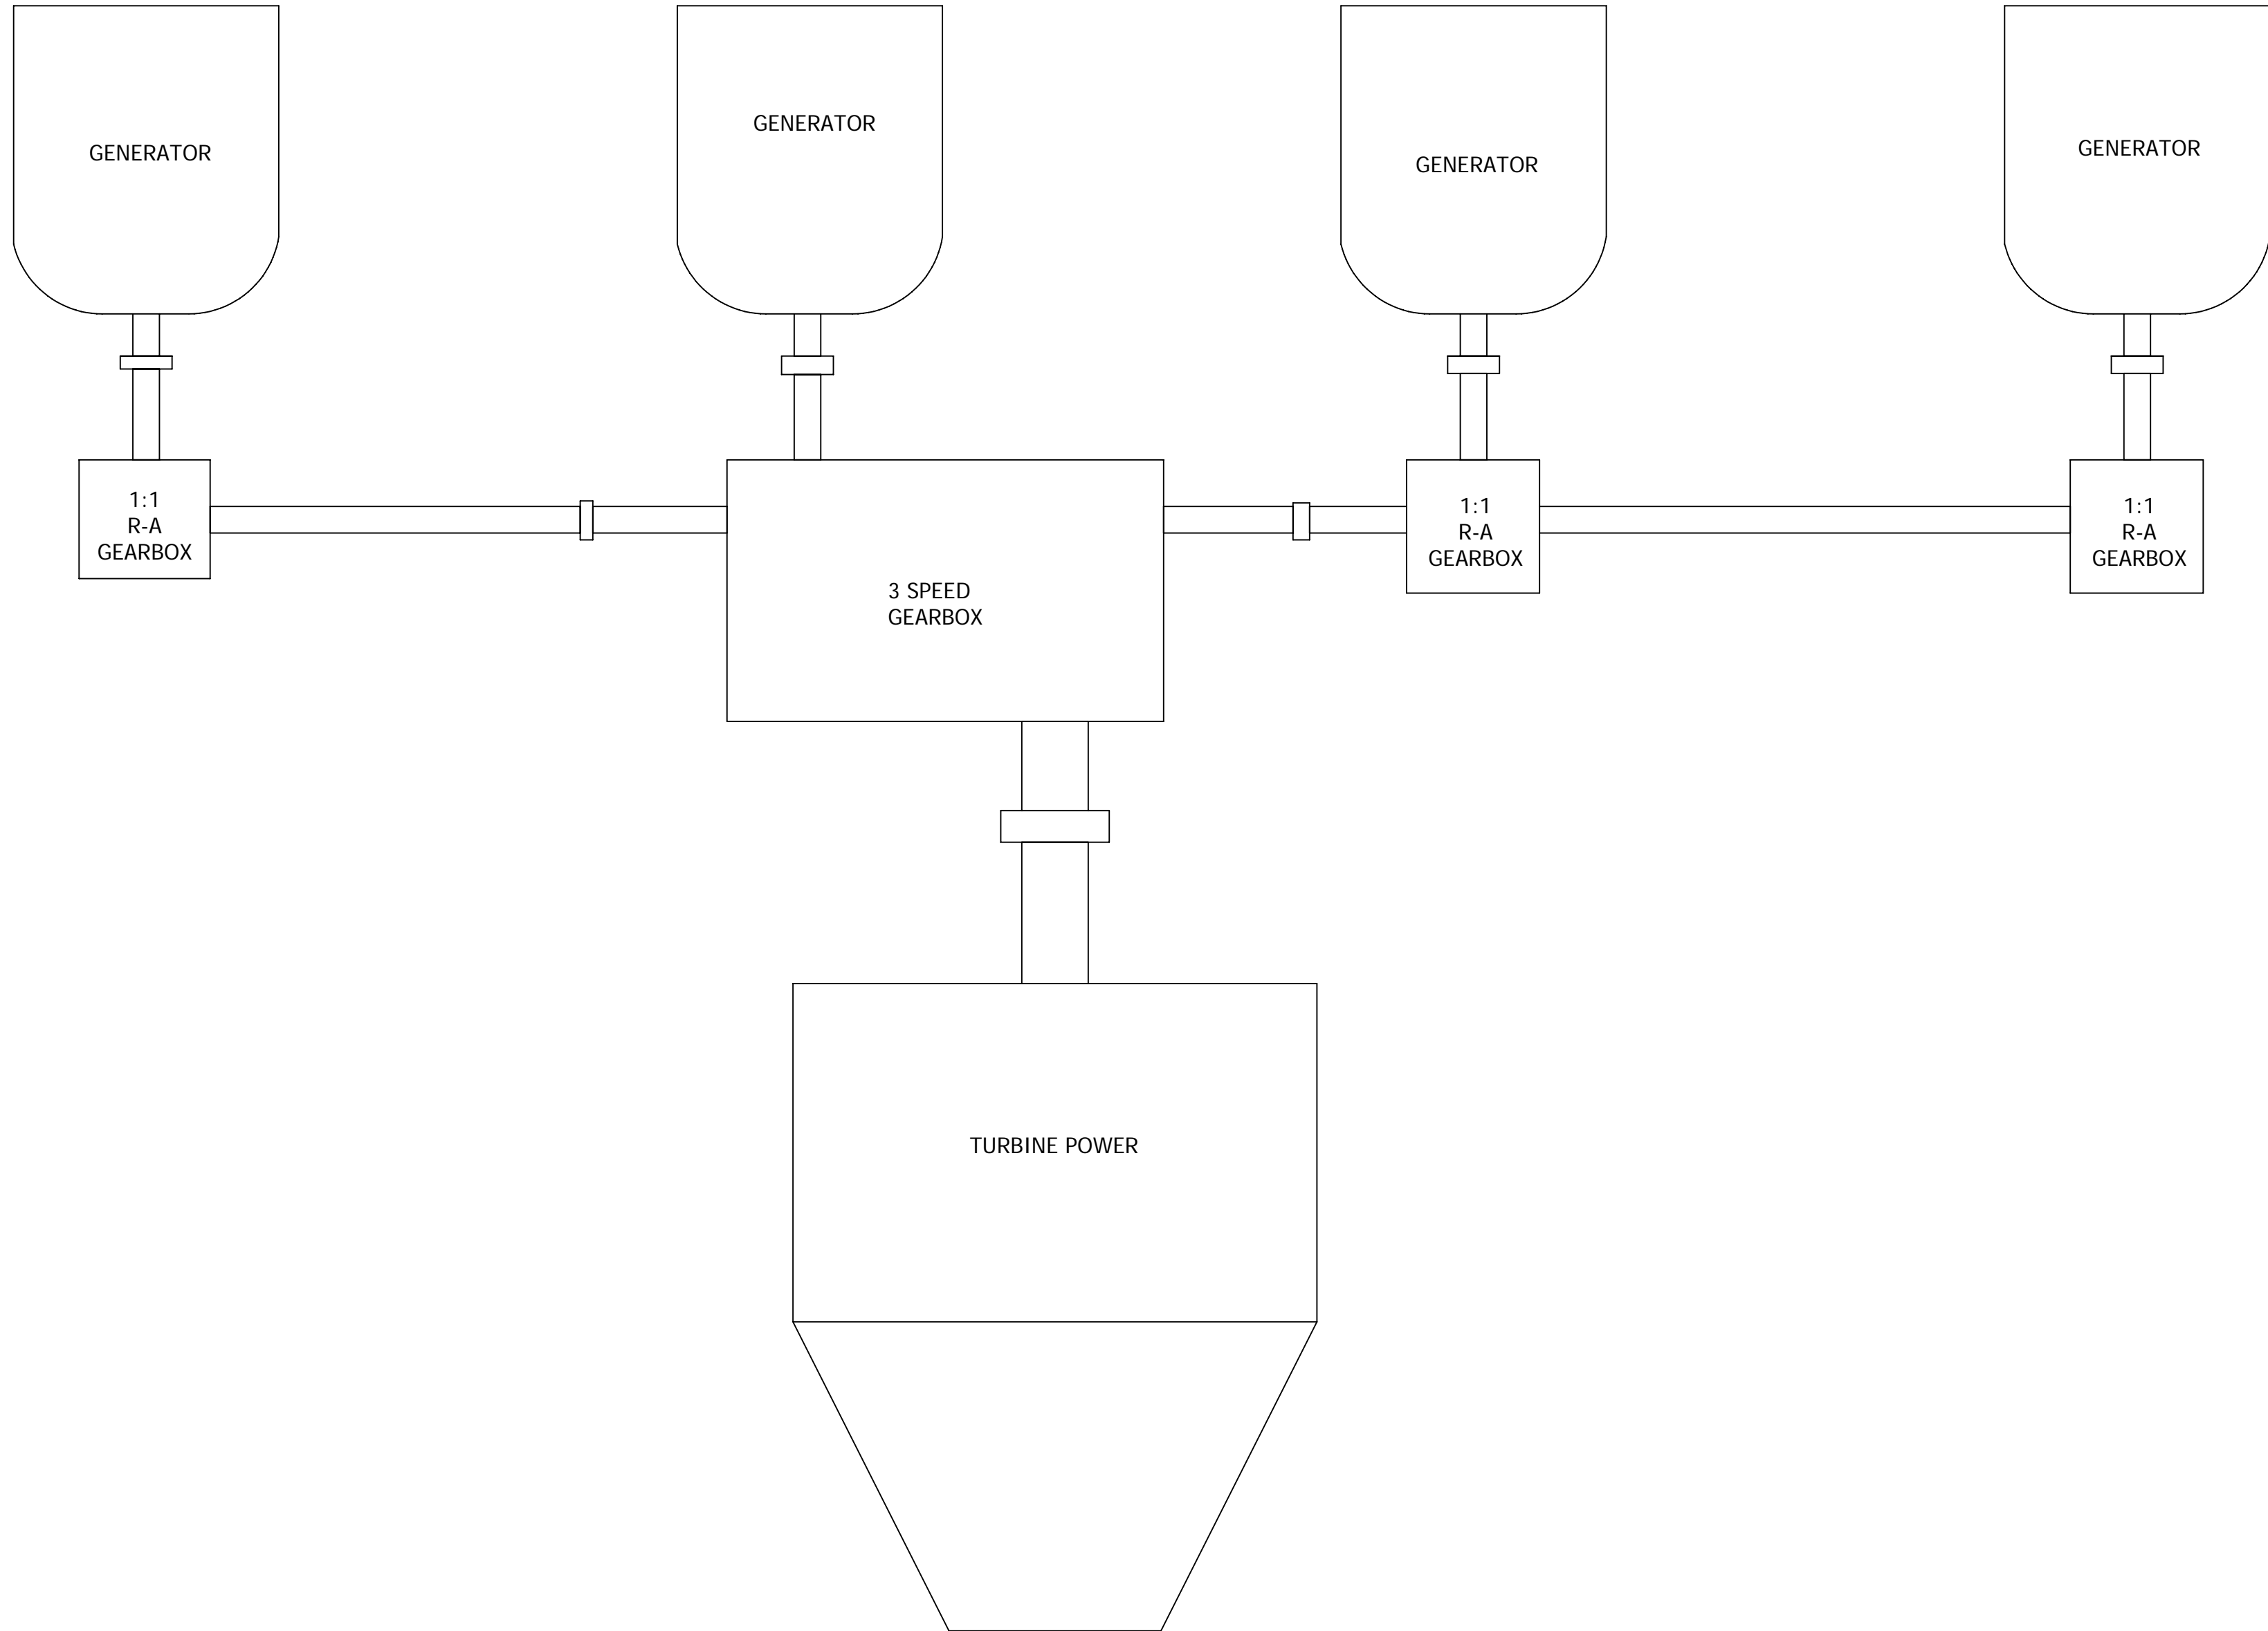 GENERATOR
GENERATOR
GENERATOR
GENERATOR
1:1
R-A
GEARBOX
3 SPEED
GEARBOX
1:1
R-A
GEARBOX
1:1
R-A
GEARBOX
TURBINE POWER